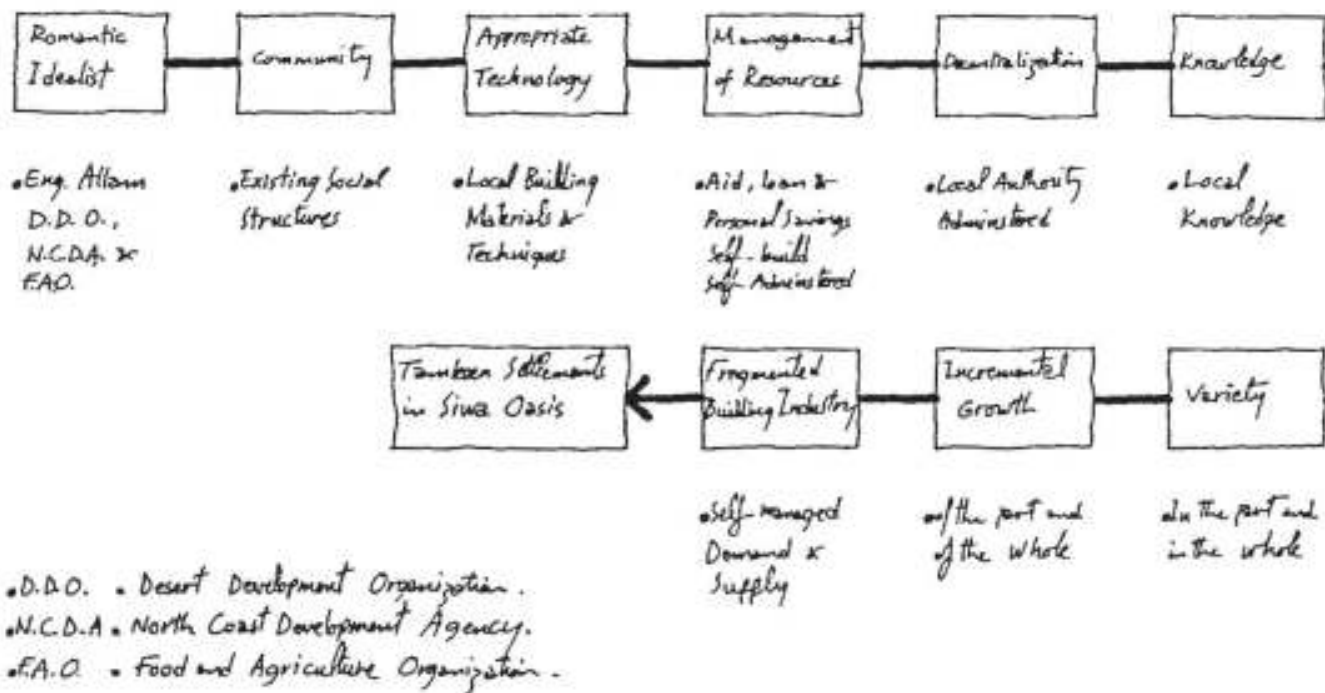 Romantic
Idealist
Community
Appropriate
Technology
Management
of Resources
Decentralization
Knowledge
•Eng. Allam
D.D.O.,
N.C.D.A. &
F.A.O.
•Existing Social
Structures
•Local Building
Materials &
Techniques
•Aid, loan &
Personal Savings
Self-build
Self-Adminstered
•Local Authority
Adminstered
•Local
Knowledge
Settlements
in Siwa Oasis
Fragmented
Building Industry
Incremental
Growth
Variety
•Self-managed
Demand &
Supply
•of the part and
of the whole
•In the part and
in the whole
•D.D.O. • Desert Development Organization.
•N.C.D.A • North Coast Development Agency.
•F.A.O. • Food and Agriculture Organization.